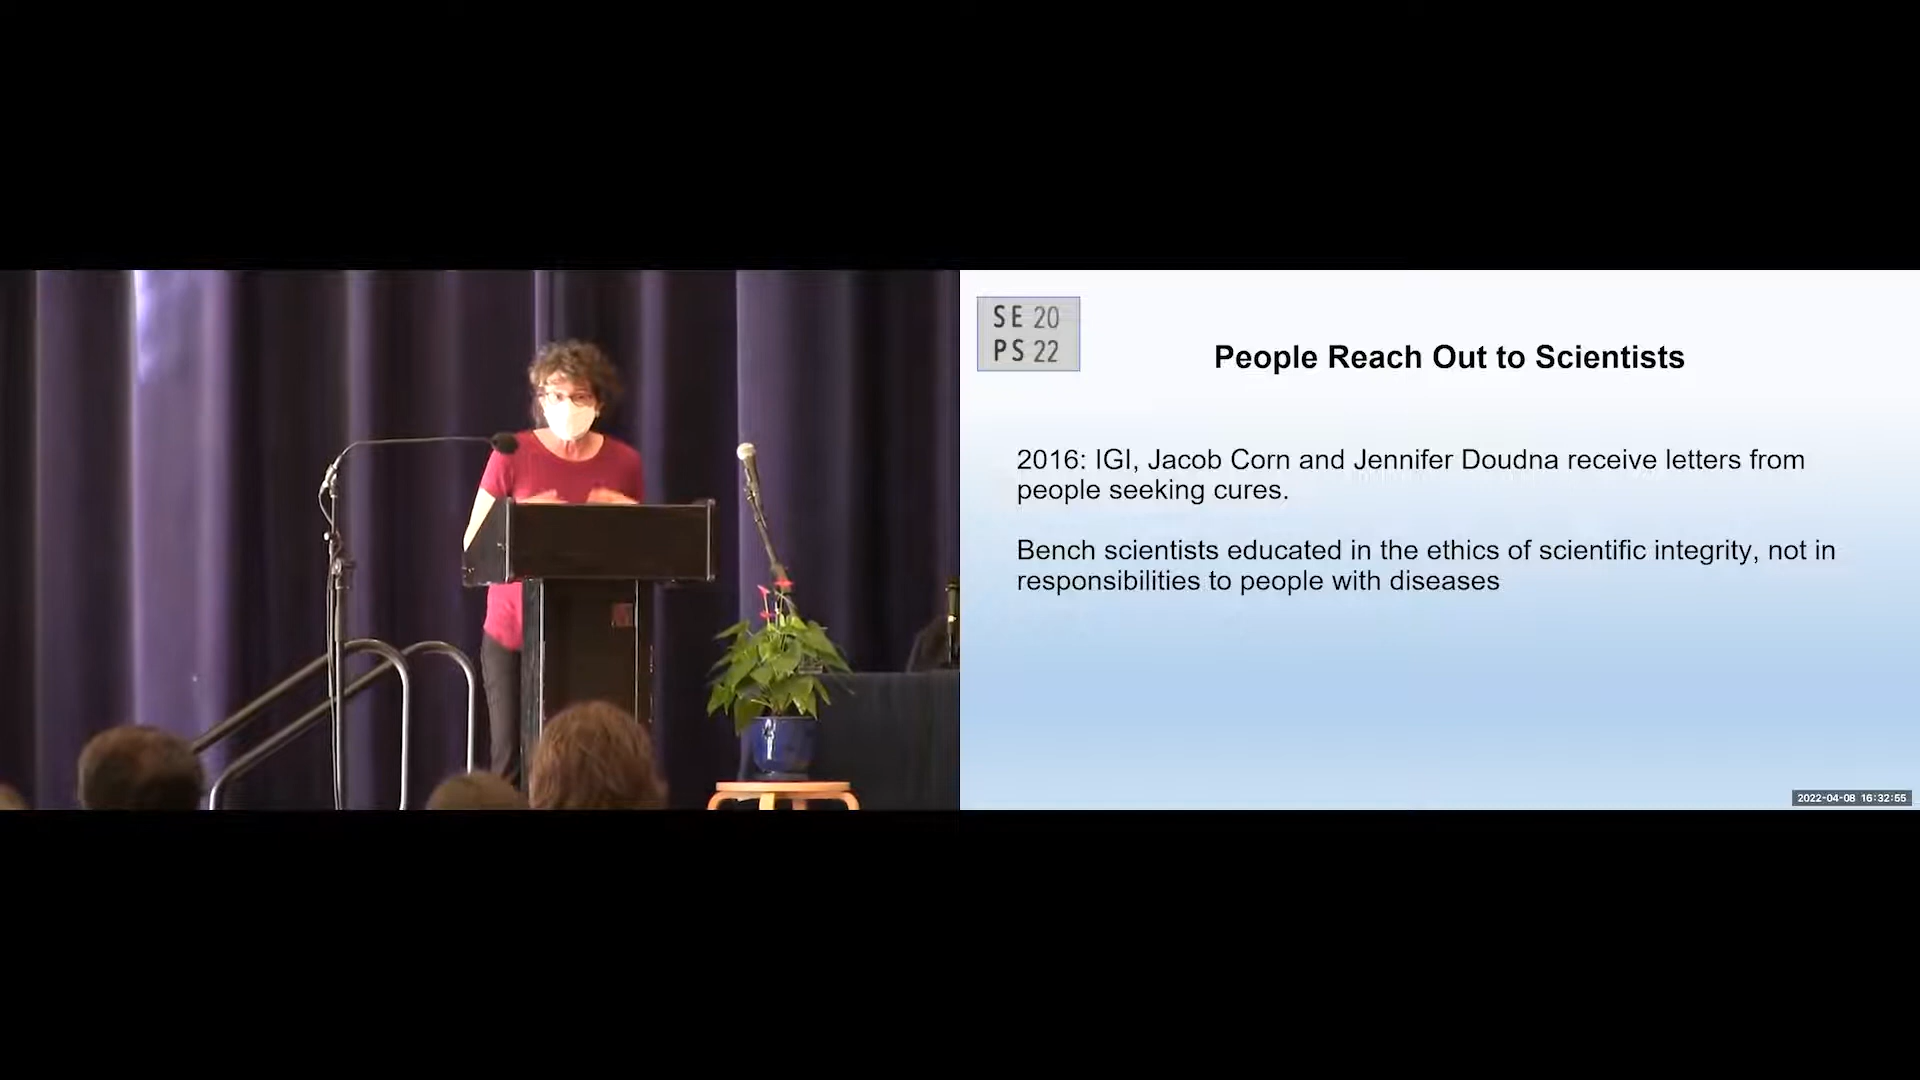 SE 20
PS 22
People Reach Out to Scientists
2016: IGI, Jacob Corn and Jennifer Doudna receive letters from
people seeking cures.
Bench scientists educated in the ethics of scientific integrity, not in
responsibilities to people with diseases
2022-04-08 16:32:55